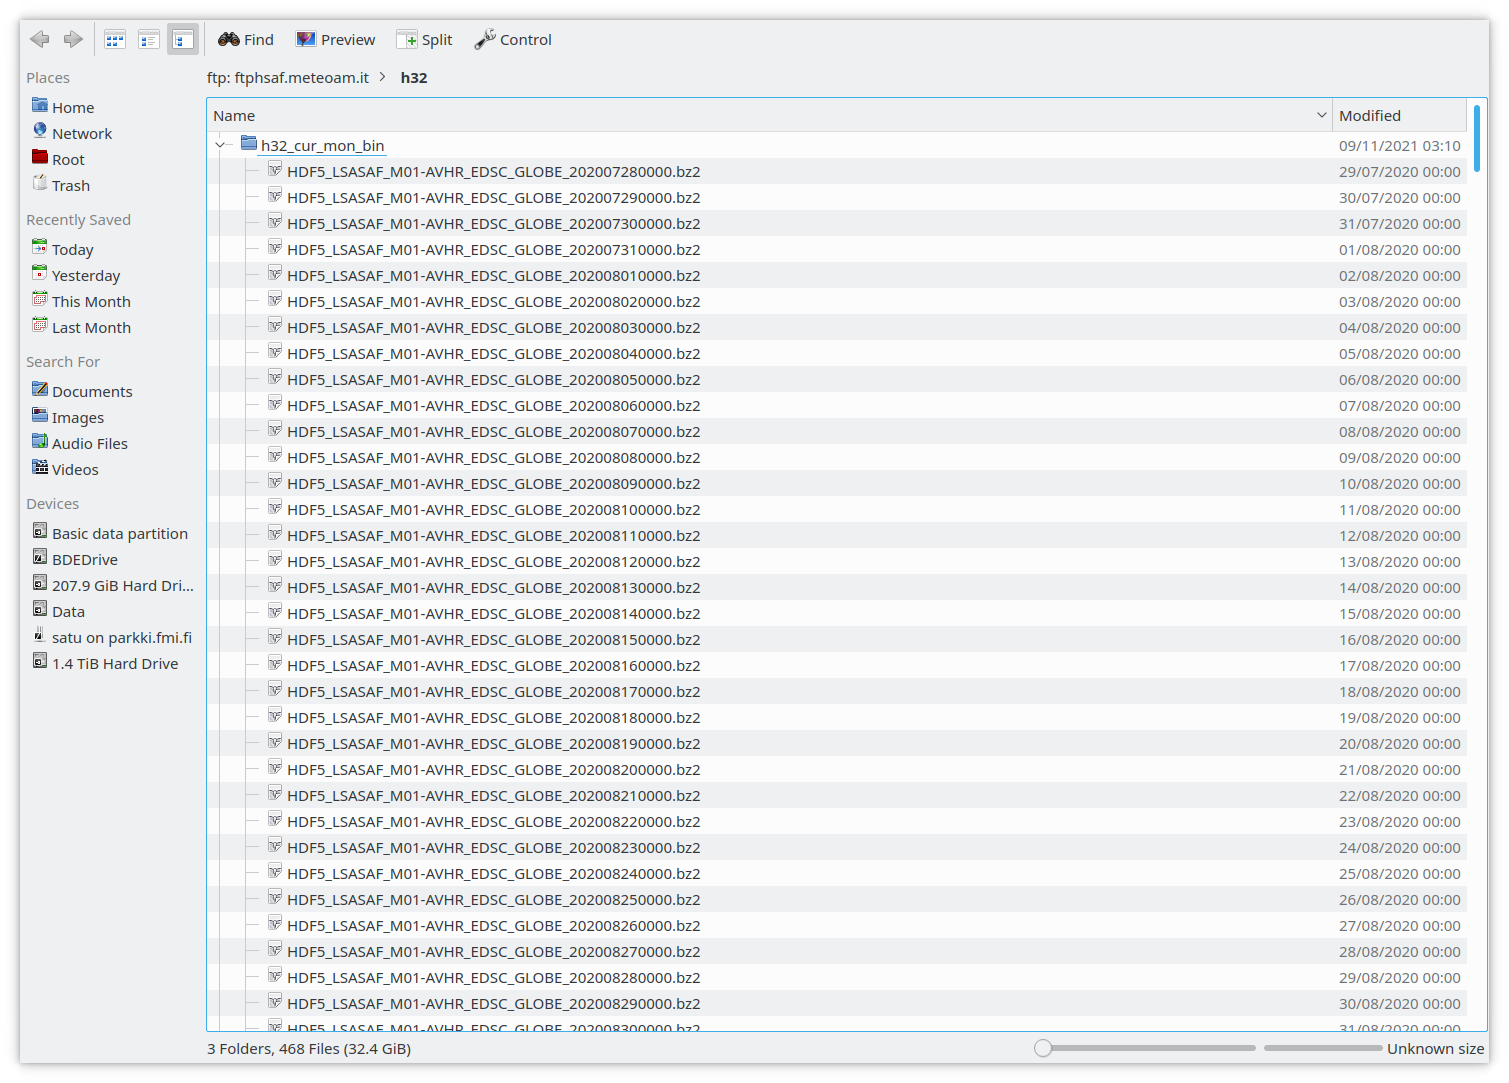 Find Preview Split Control
Places
Home
Network
Root
Trash
Recently Saved
Today
Yesterday
This Month
Last Month
Search For
Documents
Images
Audio Files
Videos
Devices
Basic data partition
BDEDrive
207.9 GiB Hard Dri...
Data
satu on parkki.fmi.fi
1.4 TiB Hard Drive
ftp: ftphsaf.meteoam.it > h32
Name Modified
h32_cur_mon_bin 09/11/2021 03:10
HDF5_LSASAF_M01-AVHR_EDSC_GLOBE_202007280000.bz2 29/07/2020 00:00
HDF5_LSASAF_M01-AVHR_EDSC_GLOBE_202007290000.bz2 30/07/2020 00:00
HDF5_LSASAF_M01-AVHR_EDSC_GLOBE_202007300000.bz2 31/07/2020 00:00
HDF5_LSASAF_M01-AVHR_EDSC_GLOBE_202007310000.bz2 01/08/2020 00:00
HDF5_LSASAF_M01-AVHR_EDSC_GLOBE_202008010000.bz2 02/08/2020 00:00
HDF5_LSASAF_M01-AVHR_EDSC_GLOBE_202008020000.bz2 03/08/2020 00:00
HDF5_LSASAF_M01-AVHR_EDSC_GLOBE_202008030000.bz2 04/08/2020 00:00
HDF5_LSASAF_M01-AVHR_EDSC_GLOBE_202008040000.bz2 05/08/2020 00:00
HDF5_LSASAF_M01-AVHR_EDSC_GLOBE_202008050000.bz2 06/08/2020 00:00
HDF5_LSASAF_M01-AVHR_EDSC_GLOBE_202008060000.bz2 07/08/2020 00:00
HDF5_LSASAF_M01-AVHR_EDSC_GLOBE_202008070000.bz2 08/08/2020 00:00
HDF5_LSASAF_M01-AVHR_EDSC_GLOBE_202008080000.bz2 09/08/2020 00:00
HDF5_LSASAF_M01-AVHR_EDSC_GLOBE_202008090000.bz2 10/08/2020 00:00
HDF5_LSASAF_M01-AVHR_EDSC_GLOBE_202008100000.bz2 11/08/2020 00:00
HDF5_LSASAF_M01-AVHR_EDSC_GLOBE_202008110000.bz2 12/08/2020 00:00
HDF5_LSASAF_M01-AVHR_EDSC_GLOBE_202008120000.bz2 13/08/2020 00:00
HDF5_LSASAF_M01-AVHR_EDSC_GLOBE_202008130000.bz2 14/08/2020 00:00
HDF5_LSASAF_M01-AVHR_EDSC_GLOBE_202008140000.bz2 15/08/2020 00:00
HDF5_LSASAF_M01-AVHR_EDSC_GLOBE_202008150000.bz2 16/08/2020 00:00
HDF5_LSASAF_M01-AVHR_EDSC_GLOBE_202008160000.bz2 17/08/2020 00:00
HDF5_LSASAF_M01-AVHR_EDSC_GLOBE_202008170000.bz2 18/08/2020 00:00
HDF5_LSASAF_M01-AVHR_EDSC_GLOBE_202008180000.bz2 19/08/2020 00:00
HDF5_LSASAF_M01-AVHR_EDSC_GLOBE_202008190000.bz2 20/08/2020 00:00
HDF5_LSASAF_M01-AVHR_EDSC_GLOBE_202008200000.bz2 21/08/2020 00:00
HDF5_LSASAF_M01-AVHR_EDSC_GLOBE_202008210000.bz2 22/08/2020 00:00
HDF5_LSASAF_M01-AVHR_EDSC_GLOBE_202008220000.bz2 23/08/2020 00:00
HDF5_LSASAF_M01-AVHR_EDSC_GLOBE_202008230000.bz2 24/08/2020 00:00
HDF5_LSASAF_M01-AVHR_EDSC_GLOBE_202008240000.bz2 25/08/2020 00:00
HDF5_LSASAF_M01-AVHR_EDSC_GLOBE_202008250000.bz2 26/08/2020 00:00
HDF5_LSASAF_M01-AVHR_EDSC_GLOBE_202008260000.bz2 27/08/2020 00:00
HDF5_LSASAF_M01-AVHR_EDSC_GLOBE_202008270000.bz2 28/08/2020 00:00
HDF5_LSASAF_M01-AVHR_EDSC_GLOBE_202008280000.bz2 29/08/2020 00:00
HDF5_LSASAF_M01-AVHR_EDSC_GLOBE_202008290000.bz2 30/08/2020 00:00
HDF5_LSASAF_M01-AVHR_EDSC_GLOBE_202008300000.bz2 31/08/2020 00:00
3 Folders, 468 Files (32.4 GiB) Unknown size